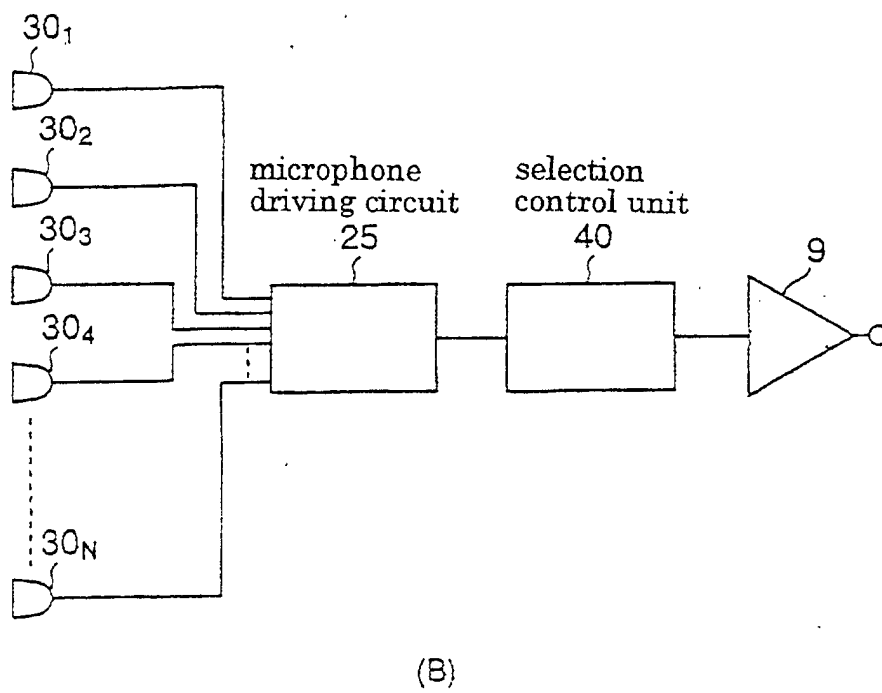 30₁
30₂
30₃
30₄
30N
microphone
driving circuit
25
selection
control unit
40
9
(B)